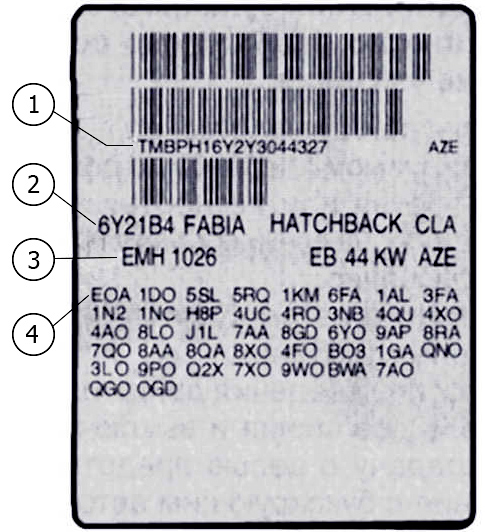 1
TMBPH16Y2Y3044327 AZE
2
6Y21B4 FABIA HATCHBACK CLA
3
EMH 1026 EB 44 KW AZE
4
EOA 1DO 5SL 5RQ 1KM 6FA 1AL 3FA
1N2 1NC H8P 4UC 4RO 3NB 4QU 4XO
4AO 8LO J1L 7AA 8GD 6YO 9AP 8RA
7QO 8AA 8QA 8XO 4FO BO3 1GA QNO
3LO 9PO Q2X 7XO 9WO BWA 7AO
QGO OGD